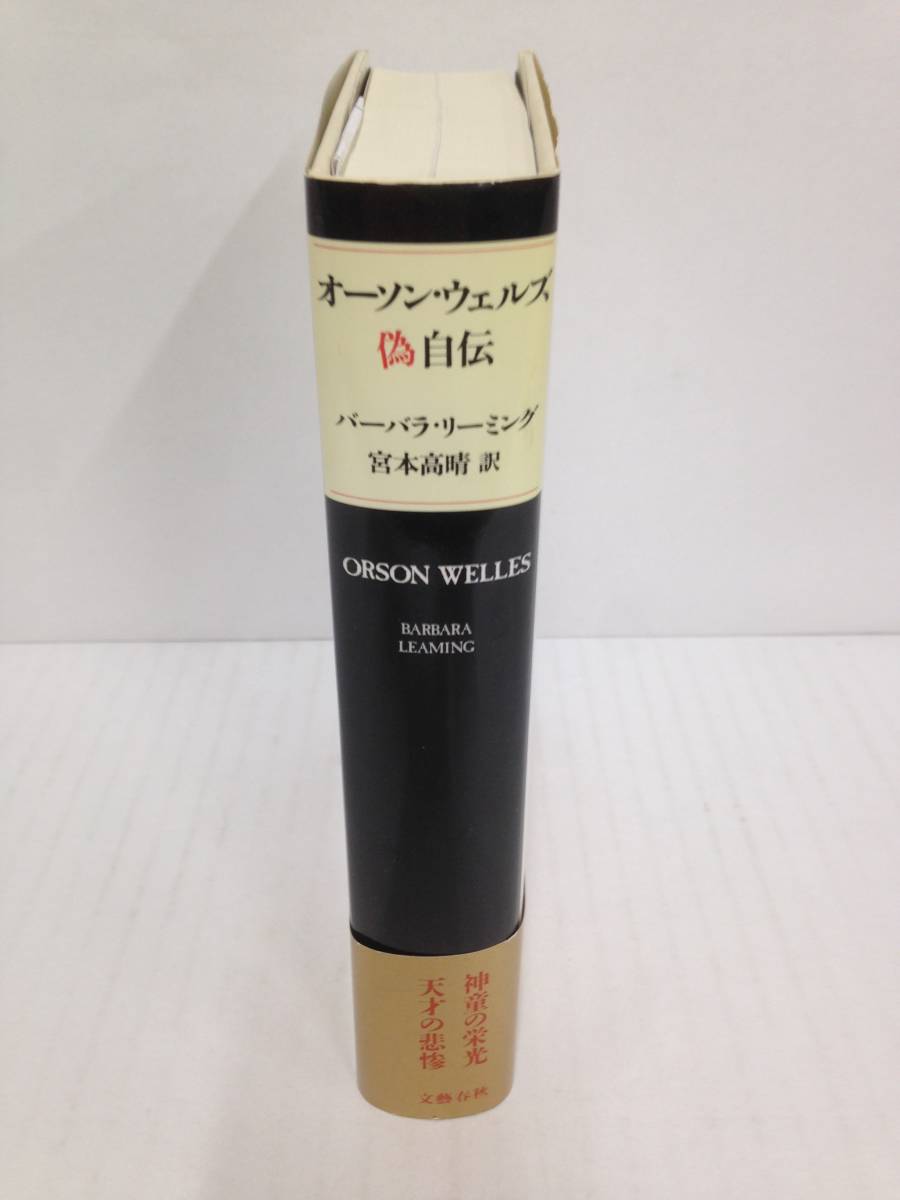 オーソン・ウェルズ
偽自伝
バーバラ・リーミング
宮本高晴 訳
ORSON WELLES
BARBARA
LEAMING
神童の栄光
天才の悲惨
文藝春秋